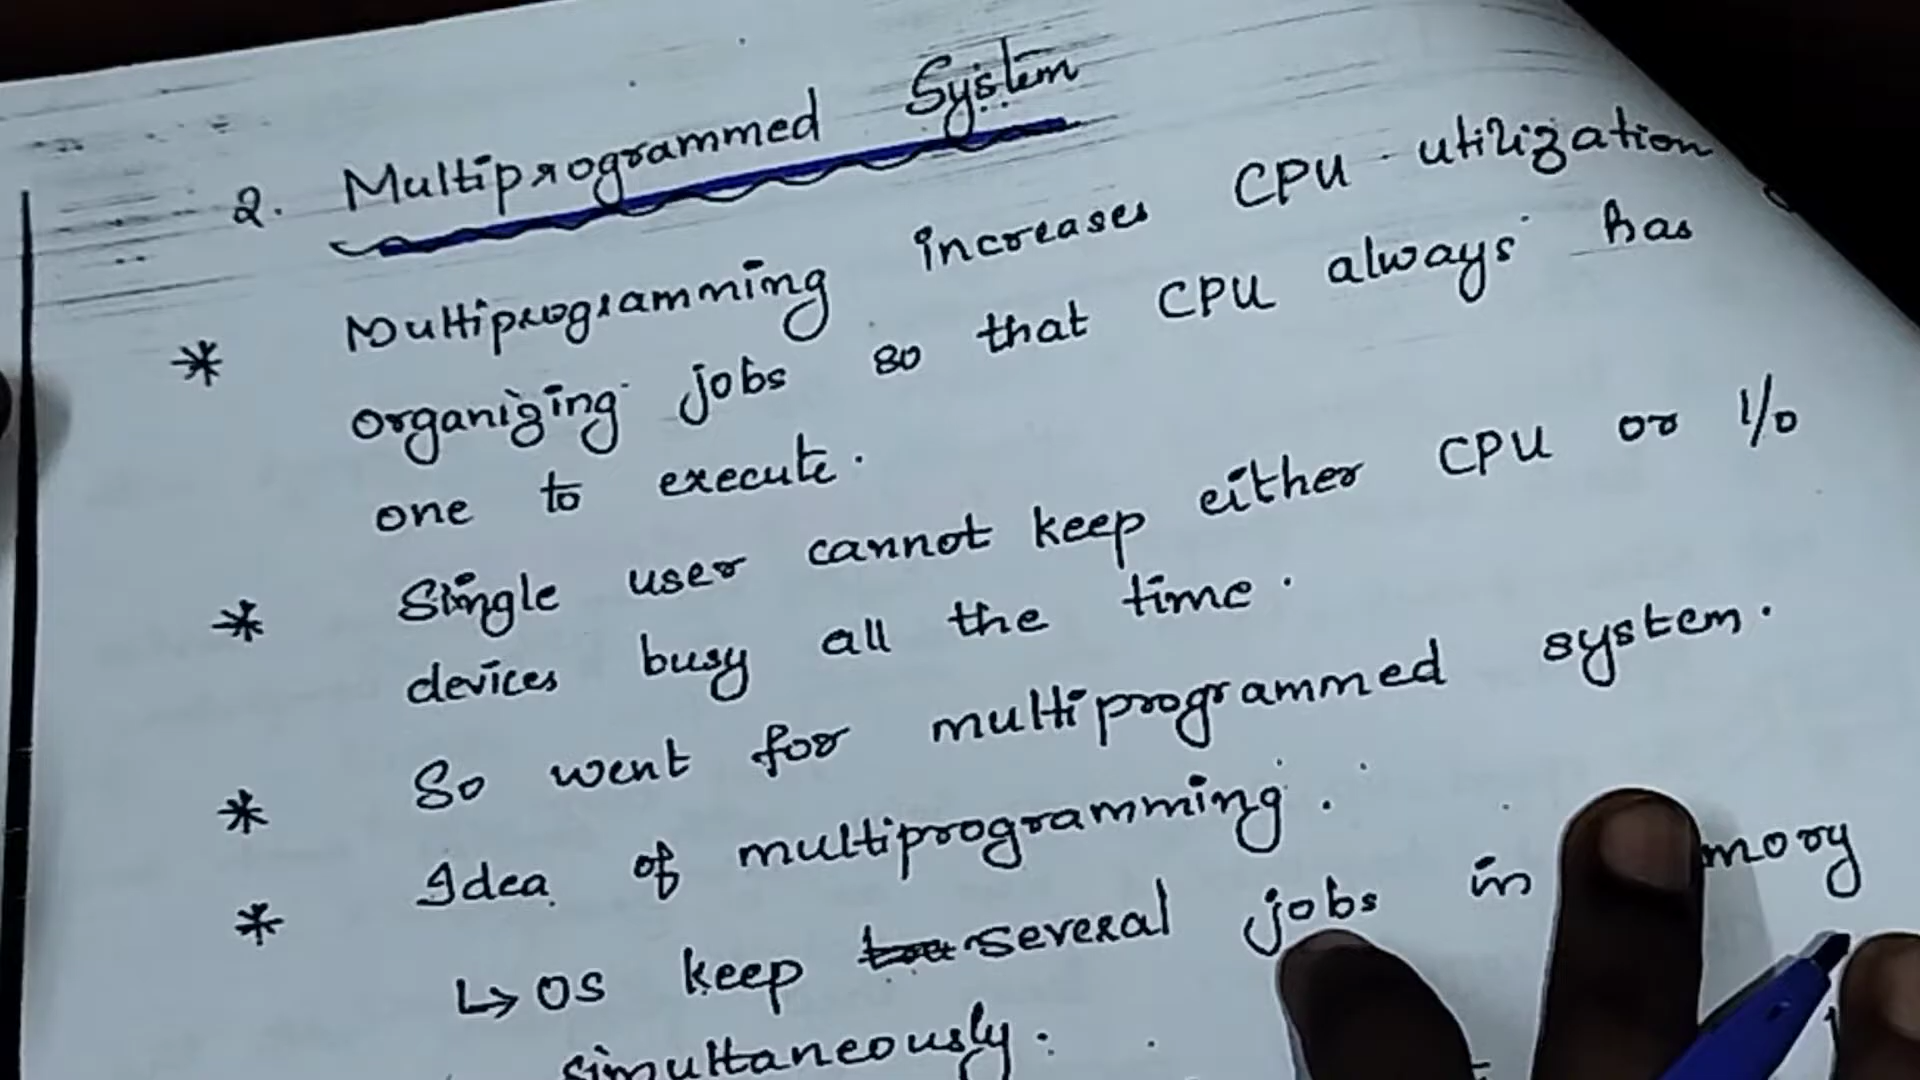 2. Multiprogrammed System
* Multiprogramming increases CPU utilization
organizing jobs so that CPU always has
one to execute.
* Single user cannot keep either CPU or I/O
devices busy all the time.
* So went for multiprogrammed system.
* Idea of multiprogramming.
↳ OS keep several jobs in mory
simultaneously.